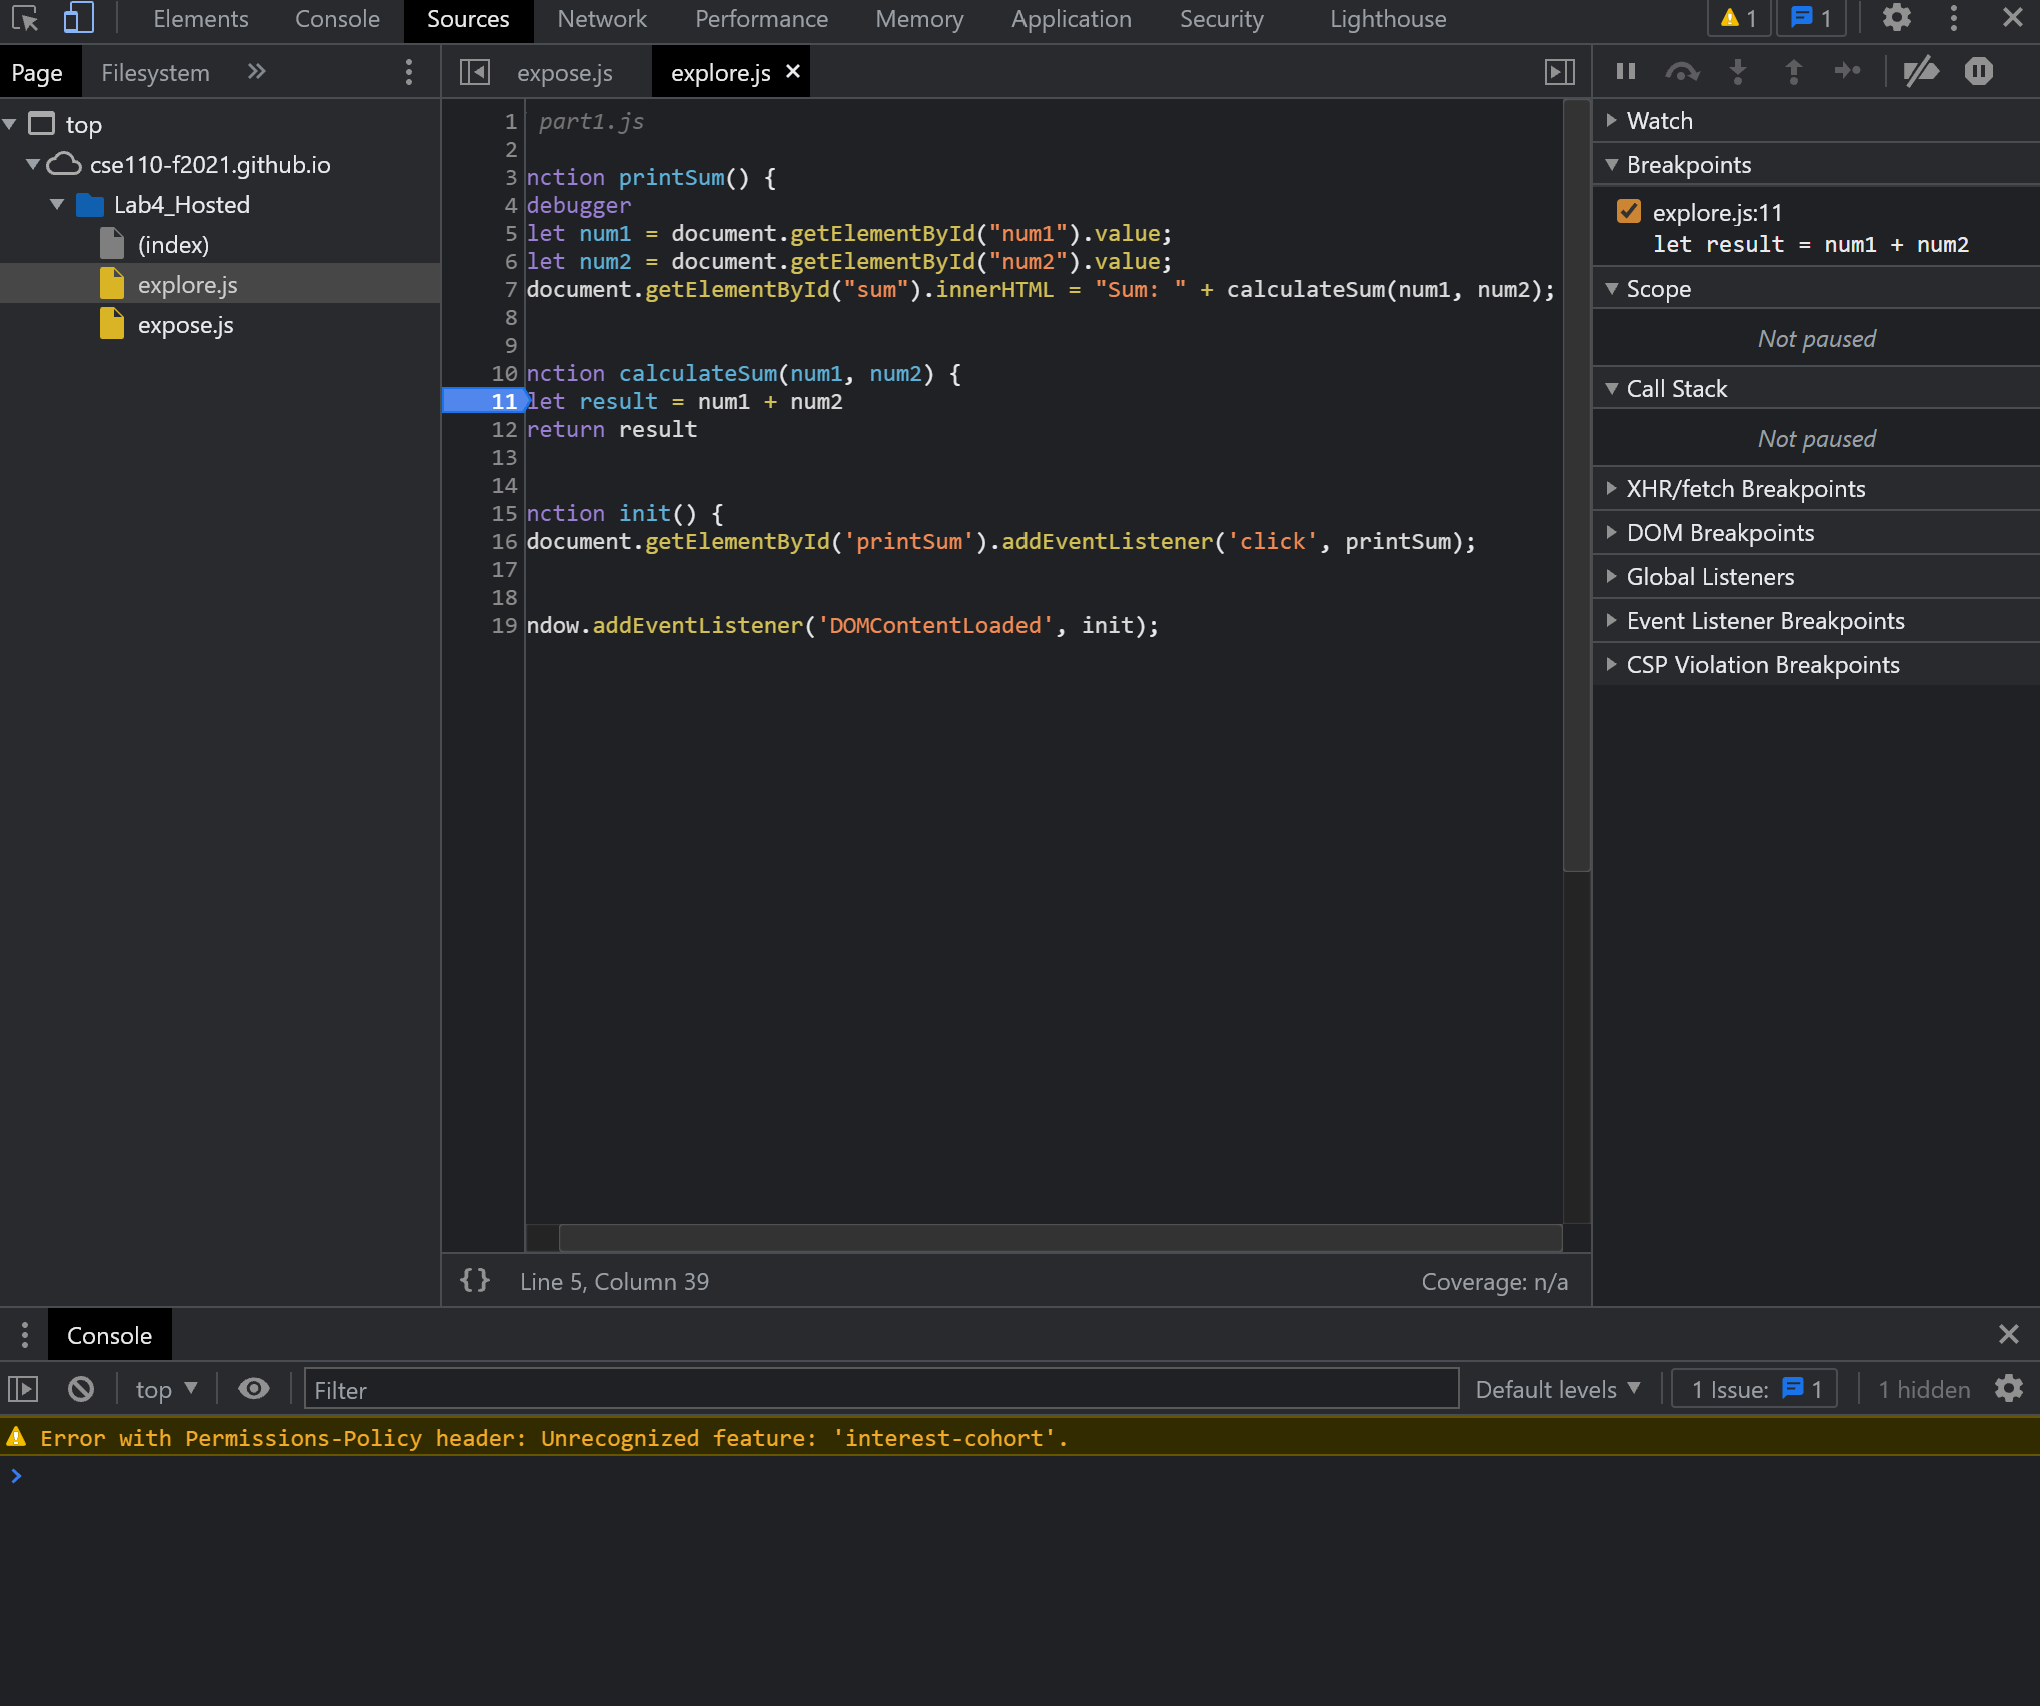 Elements Console Sources Network Performance Memory Application Security Lighthouse 1 1
Page Filesystem
top
cse110-f2021.github.io
Lab4_Hosted
(index)
explore.js
expose.js
expose.js explore.js
1 part1.js
2
3 nction printSum() {
4 debugger
5 let num1 = document.getElementById("num1").value;
6 let num2 = document.getElementById("num2").value;
7 document.getElementById("sum").innerHTML = "Sum: " + calculateSum(num1, num2);
8
9
10 nction calculateSum(num1, num2) {
11 let result = num1 + num2
12 return result
13
14
15 nction init() {
16 document.getElementById('printSum').addEventListener('click', printSum);
17
18
19 ndow.addEventListener('DOMContentLoaded', init);
{} Line 5, Column 39 Coverage: n/a
Watch
Breakpoints
explore.js:11
let result = num1 + num2
Scope
Not paused
Call Stack
Not paused
XHR/fetch Breakpoints
DOM Breakpoints
Global Listeners
Event Listener Breakpoints
CSP Violation Breakpoints
Console
top Filter Default levels 1 Issue: 1 1 hidden
Error with Permissions-Policy header: Unrecognized feature: 'interest-cohort'.